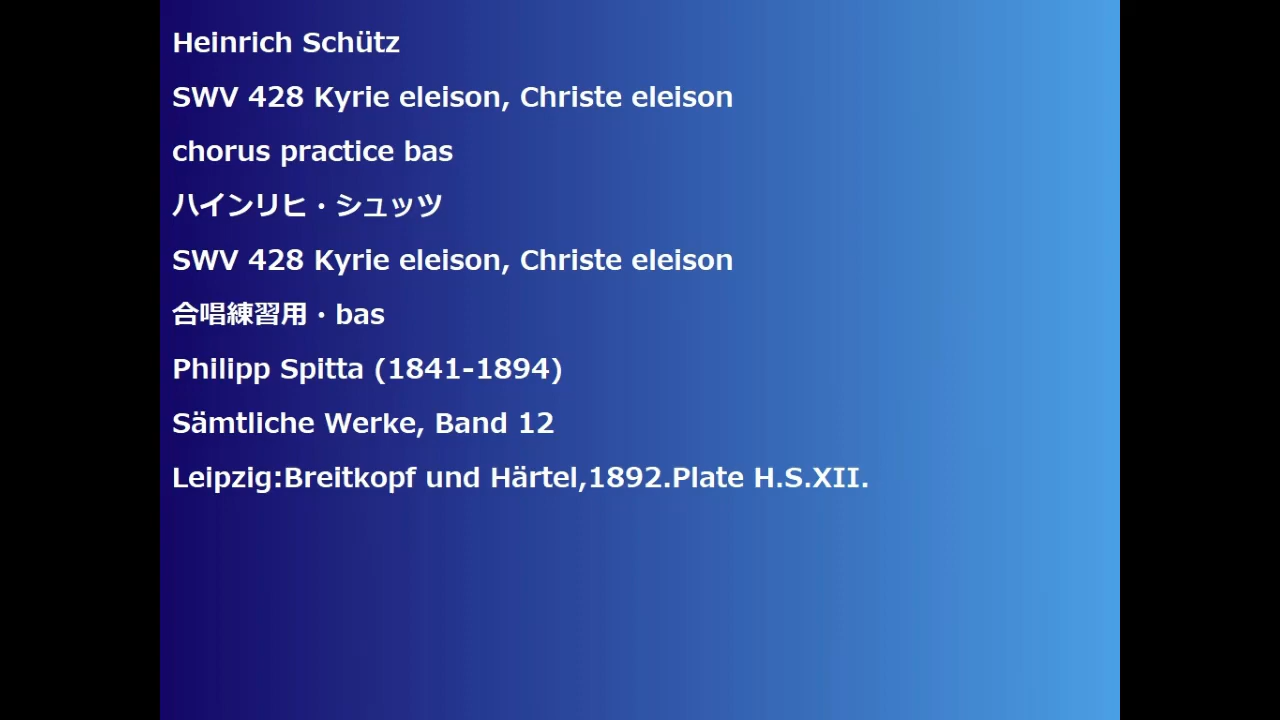 Heinrich Schütz
SWV 428 Kyrie eleison, Christe eleison
chorus practice bas
ハインリヒ・シュッツ
SWV 428 Kyrie eleison, Christe eleison
合唱練習用・bas
Philipp Spitta (1841-1894)
Sämtliche Werke, Band 12
Leipzig:Breitkopf und Härtel,1892.Plate H.S.XII.